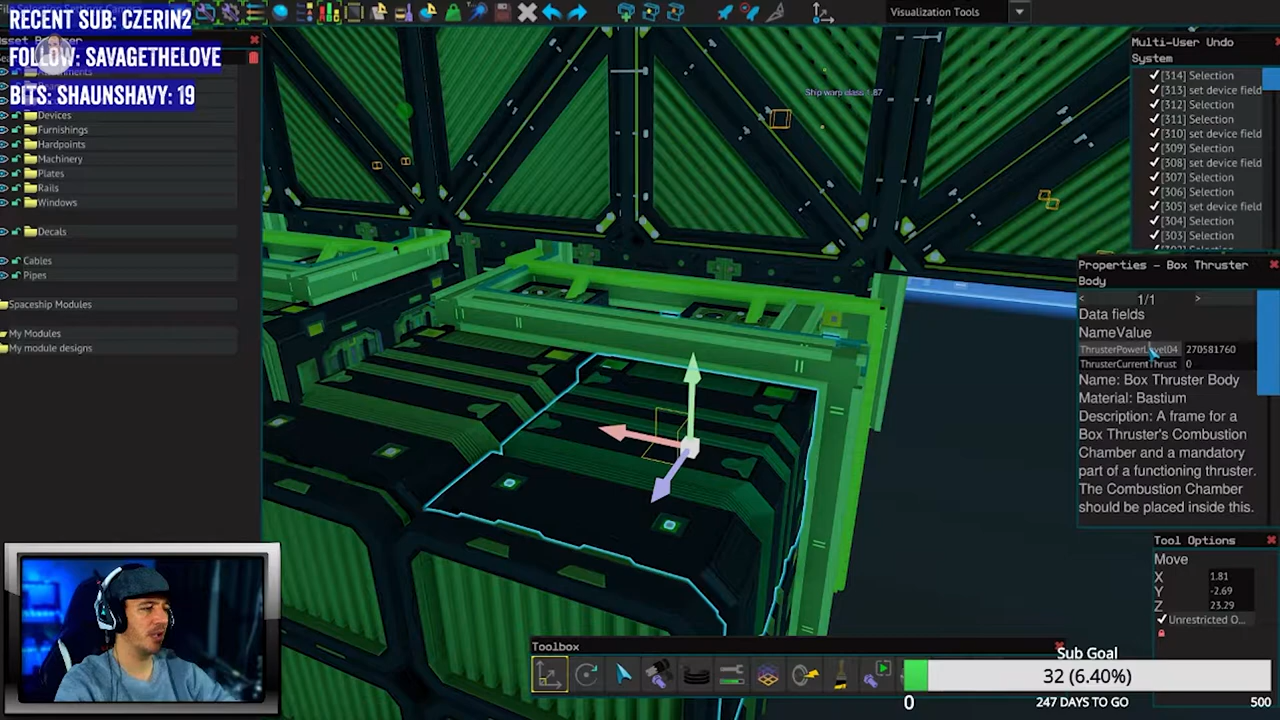 RECENT SUB: CZERIN2
FOLLOW: SAVAGETHELOVE
BITS: SHAUNSHAVY: 19
Devices
Furnishings
Hardpoints
Machinery
Plates
Rails
Windows
Decals
Cables
Pipes
Spaceship Modules
My Modules
My module designs
Visualization Tools
Ship warp class 1.87
Multi-User Undo
System
[314] Selection
[313] set device field
[312] Selection
[311] Selection
[310] set device field
[309] Selection
[308] set device field
[307] Selection
[306] Selection
[305] set device field
[304] Selection
[303] Selection
Properties - Box Thruster
Body
< 1/1 >
Data fields
NameValue
ThrusterPowerLevel04 270581760
ThrusterCurrentThrust 0
Name: Box Thruster Body
Material: Bastium
Description: A frame for a
Box Thruster's Combustion
Chamber and a mandatory
part of a functioning thruster.
The Combustion Chamber
should be placed inside this.
Tool Options
Move
X 1.81
Y -2.69
Z 23.29
Unrestricted O...
Toolbox
Sub Goal
32 (6.40%)
0
247 DAYS TO GO
500